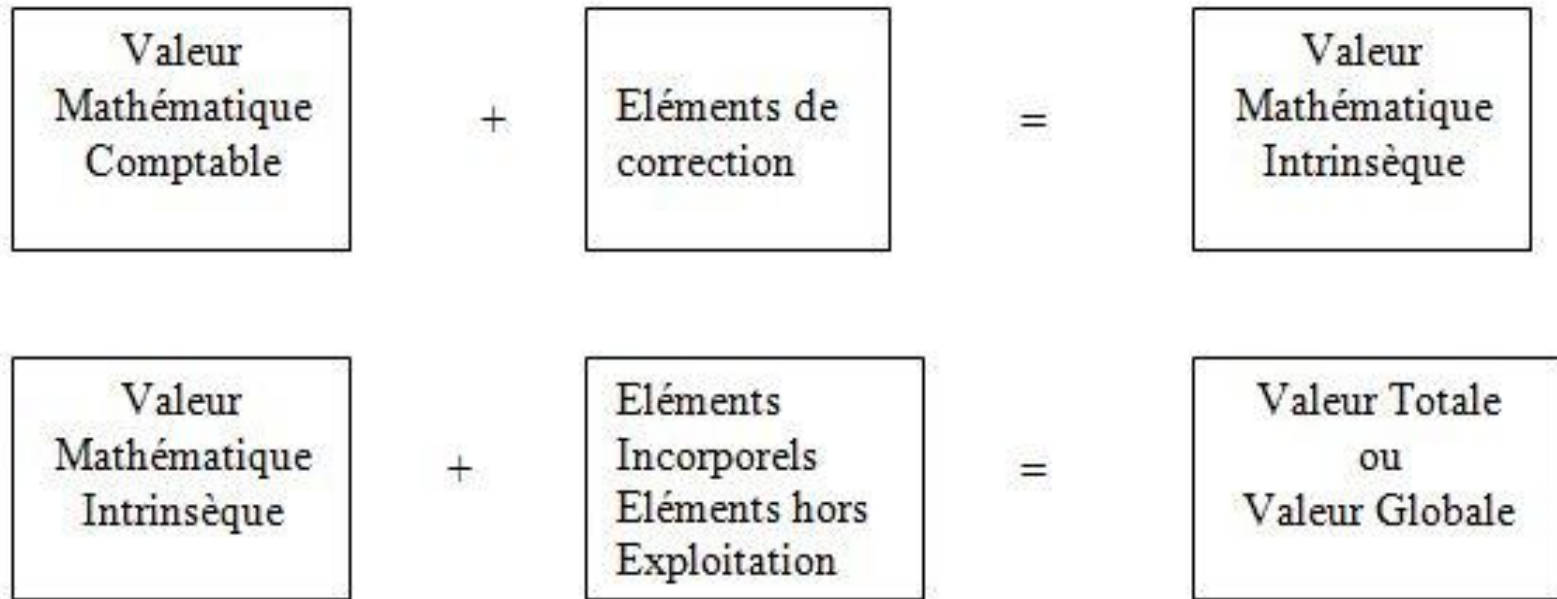 Valeur
Mathématique
Comptable
+
Eléments de
correction
=
Valeur
Mathématique
Intrinsèque
Valeur
Mathématique
Intrinsèque
+
Eléments
Incorporels
Eléments hors
Exploitation
=
Valeur Totale
ou
Valeur Globale